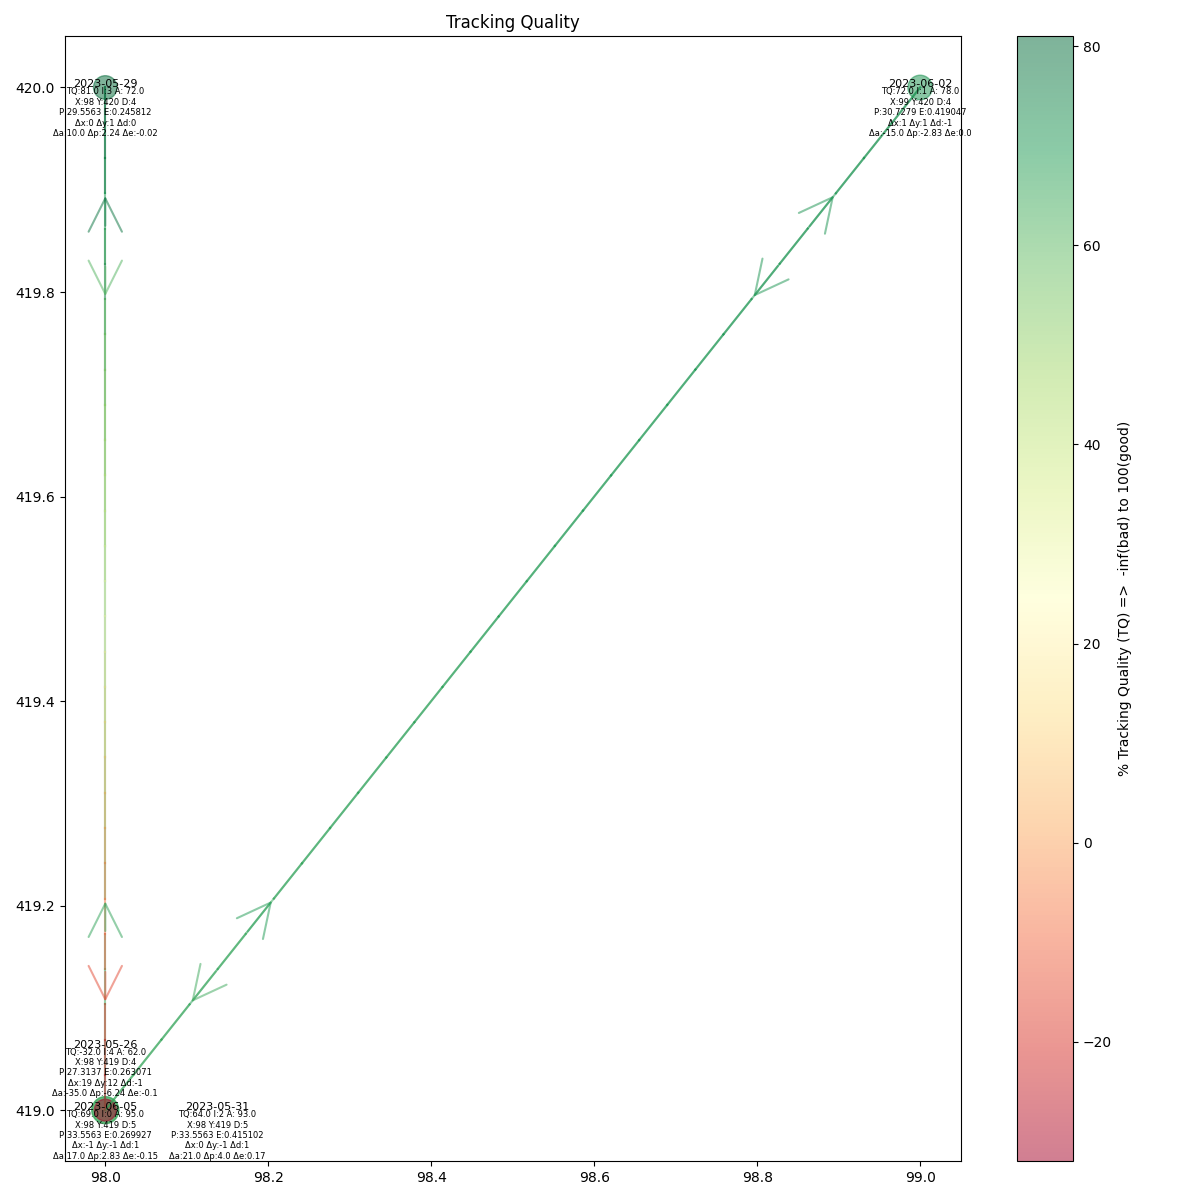 Tracking Quality
2023-05-29
TQ:81.0 I:3 A: 72.0
X:98 Y:420 D:4
P:29.5563 E:0.245812
Δx:0 Δy:1 Δd:0
Δa:10.0 Δp:2.24 Δe:-0.02
2023-06-02
TQ:72.0 I:1 A: 78.0
X:99 Y:420 D:4
P:30.7279 E:0.419047
Δx:1 Δy:1 Δd:-1
Δa:-15.0 Δp:-2.83 Δe:0.0
2023-05-26
TQ:-32.0 I:4 A: 62.0
X:98 Y:419 D:4
P:27.3137 E:0.263071
Δx:19 Δy:12 Δd:-1
Δa:-35.0 Δp:-6.24 Δe:-0.1
2023-06-05
TQ:69.0 I:0 A: 95.0
X:98 Y:419 D:5
P:33.5563 E:0.269927
Δx:-1 Δy:-1 Δd:1
Δa:17.0 Δp:2.83 Δe:-0.15
2023-05-31
TQ:64.0 I:2 A: 93.0
X:98 Y:419 D:5
P:33.5563 E:0.415102
Δx:0 Δy:-1 Δd:1
Δa:21.0 Δp:4.0 Δe:0.17
420.0
419.8
419.6
419.4
419.2
419.0
98.0
98.2
98.4
98.6
98.8
99.0
80
60
40
20
0
−20
% Tracking Quality (TQ) => -inf(bad) to 100(good)